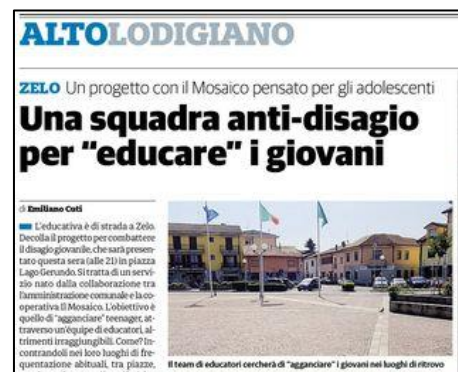 ALTOLODIGIANO
ZELO Un progetto con il Mosaico pensato per gli adolescenti
Una squadra anti-disagio
per “educare” i giovani
di Emiliano Cuti
L'educativa è di strada a Zelo.
Decolla il progetto per combattere
il disagio giovanile, che sarà presen-
tato questa sera (alle 21) in piazza
Lago Gerundo. Si tratta di un servi-
zio nato dalla collaborazione tra
l'amministrazione comunale e la co-
operativa Il Mosaico. L'obiettivo è
quello di "agganciare" teenager, at-
traverso un'équipe di educatori, al-
trimenti irraggiungibili. Come? In-
contrandoli nei loro luoghi di fre-
quentazione abituali, tra piazze,
Il team di educatori cercherà di "agganciare" i giovani nei luoghi di ritrovo